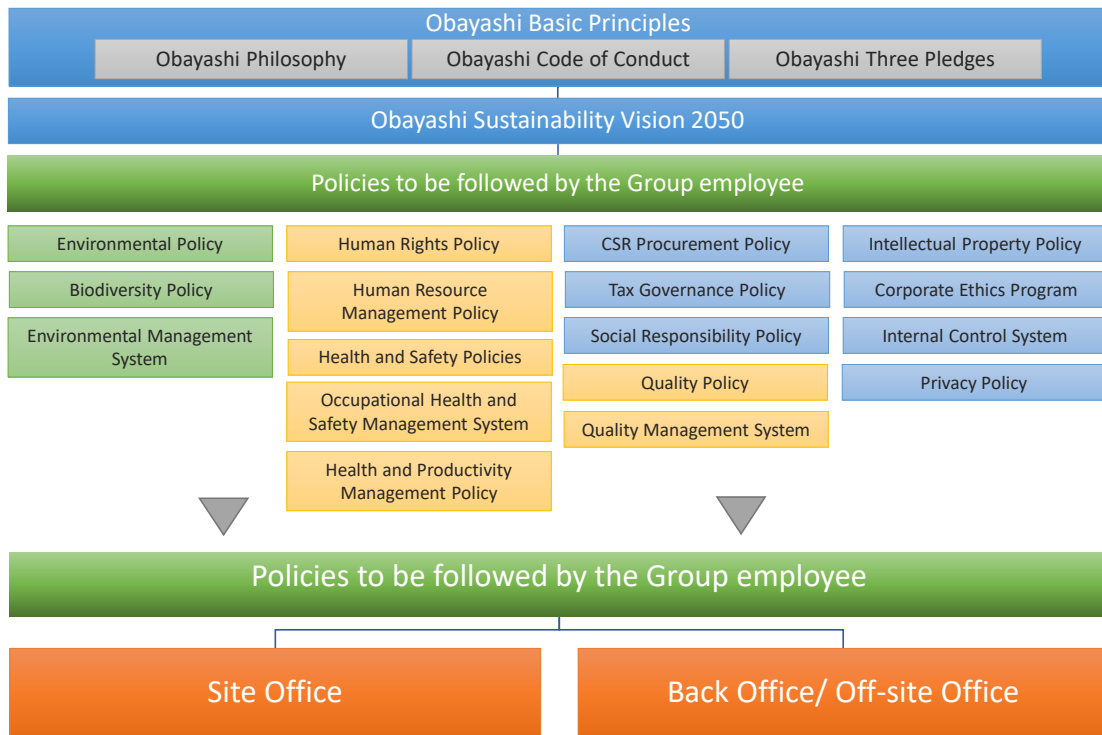 Obayashi Basic Principles
Obayashi Philosophy
Obayashi Code of Conduct
Obayashi Three Pledges
Obayashi Sustainability Vision 2050
Policies to be followed by the Group employee
Environmental Policy
Biodiversity Policy
Environmental Management
System
Human Rights Policy
Human Resource
Management Policy
Health and Safety Policies
Occupational Health and
Safety Management System
Health and Productivity
Management Policy
CSR Procurement Policy
Tax Governance Policy
Social Responsibility Policy
Quality Policy
Quality Management System
Intellectual Property Policy
Corporate Ethics Program
Internal Control System
Privacy Policy
Policies to be followed by the Group employee
Site Office
Back Office/ Off-site Office